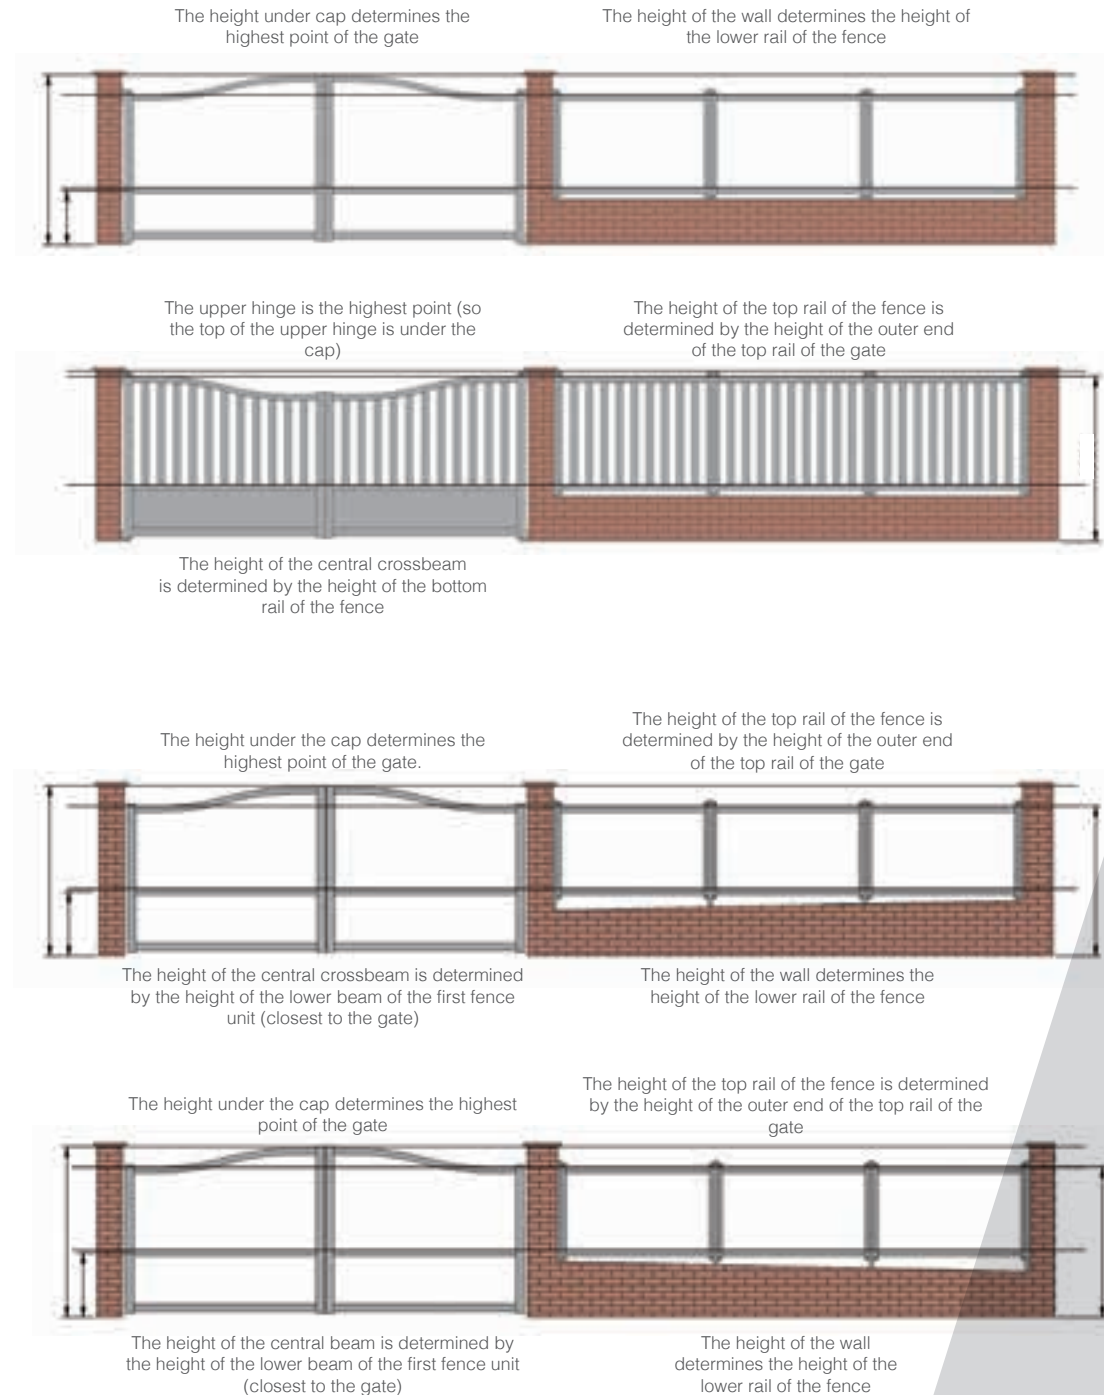 The height under cap determines the
highest point of the gate
The height of the wall determines the height of
the lower rail of the fence
The upper hinge is the highest point (so
the top of the upper hinge is under the
cap)
The height of the top rail of the fence is
determined by the height of the outer end
of the top rail of the gate
The height of the central crossbeam
is determined by the height of the bottom
rail of the fence
The height under the cap determines the
highest point of the gate.
The height of the top rail of the fence is
determined by the height of the outer end
of the top rail of the gate
The height of the central crossbeam is determined
by the height of the lower beam of the first fence
unit (closest to the gate)
The height of the wall determines the
height of the lower rail of the fence
The height under the cap determines the highest
point of the gate
The height of the top rail of the fence is determined
by the height of the outer end of the top rail of the
gate
The height of the central beam is determined by
the height of the lower beam of the first fence unit
(closest to the gate)
The height of the wall
determines the height of the
lower rail of the fence